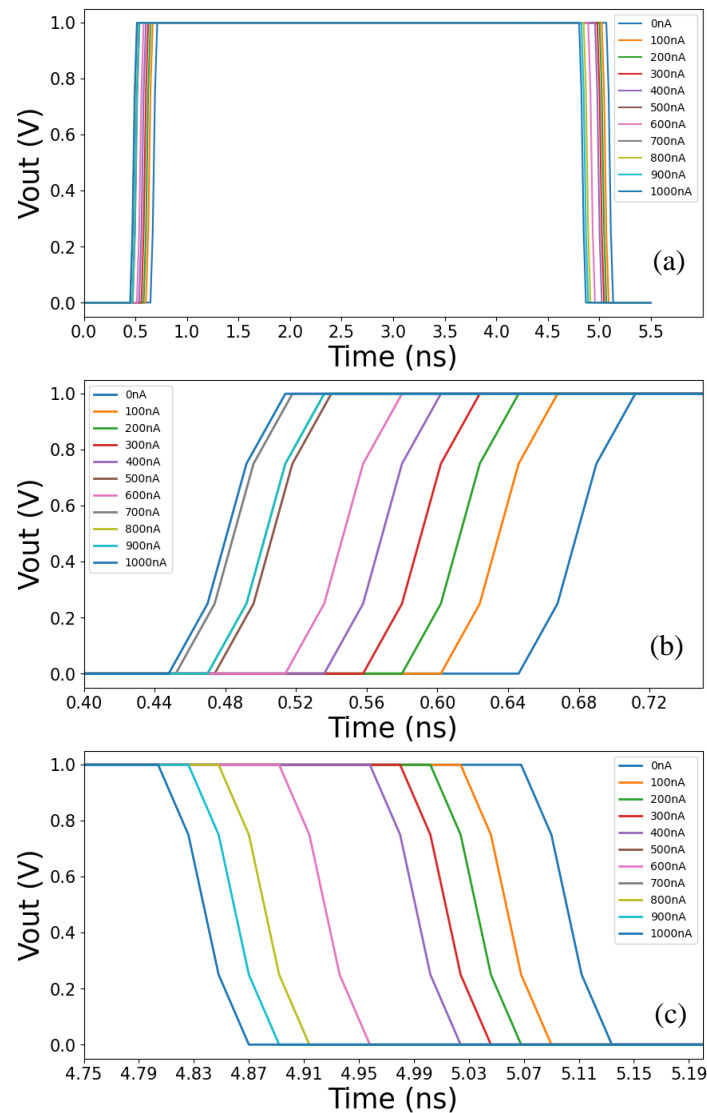 1.0
0.8
0.6
0.4
0.2
0.0
Vout (V)
0nA
100nA
200nA
300nA
400nA
500nA
600nA
700nA
800nA
900nA
1000nA
(a)
0.0 0.5 1.0 1.5 2.0 2.5 3.0 3.5 4.0 4.5 5.0 5.5
Time (ns)
1.0
0.8
0.6
0.4
0.2
0.0
Vout (V)
0nA
100nA
200nA
300nA
400nA
500nA
600nA
700nA
800nA
900nA
1000nA
(b)
0.40 0.44 0.48 0.52 0.56 0.60 0.64 0.68 0.72
Time (ns)
1.0
0.8
0.6
0.4
0.2
0.0
Vout (V)
0nA
100nA
200nA
300nA
400nA
500nA
600nA
700nA
800nA
900nA
1000nA
(c)
4.75 4.79 4.83 4.87 4.91 4.95 4.99 5.03 5.07 5.11 5.15 5.19
Time (ns)